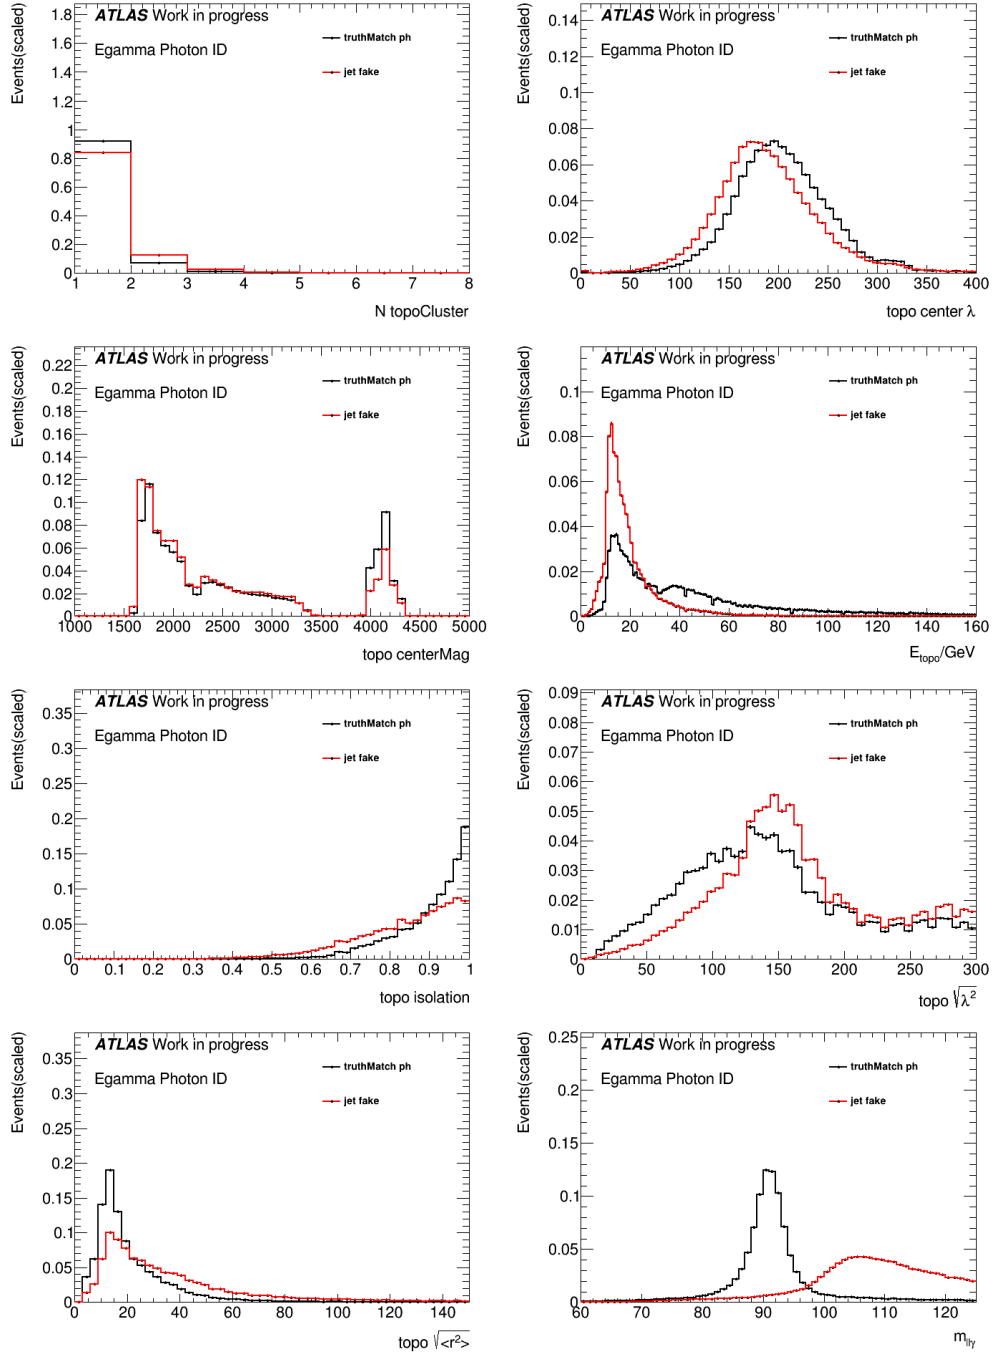 Events(scaled)
ATLAS Work in progress
Egamma Photon ID
truthMatch ph
jet fake
1.8
1.6
1.4
1.2
1
0.8
0.6
0.4
0.2
0
1 2 3 4 5 6 7 8
N topoCluster
Events(scaled)
ATLAS Work in progress
Egamma Photon ID
truthMatch ph
jet fake
0.14
0.12
0.1
0.08
0.06
0.04
0.02
0
0 50 100 150 200 250 300 350 400
topo center λ
Events(scaled)
ATLAS Work in progress
Egamma Photon ID
truthMatch ph
jet fake
0.22
0.2
0.18
0.16
0.14
0.12
0.1
0.08
0.06
0.04
0.02
0
1000 1500 2000 2500 3000 3500 4000 4500 5000
topo centerMag
Events(scaled)
ATLAS Work in progress
Egamma Photon ID
truthMatch ph
jet fake
0.1
0.08
0.06
0.04
0.02
0
0 20 40 60 80 100 120 140 160
E_topo/GeV
Events(scaled)
ATLAS Work in progress
Egamma Photon ID
truthMatch ph
jet fake
0.35
0.3
0.25
0.2
0.15
0.1
0.05
0
0 0.1 0.2 0.3 0.4 0.5 0.6 0.7 0.8 0.9 1
topo isolation
Events(scaled)
ATLAS Work in progress
Egamma Photon ID
truthMatch ph
jet fake
0.09
0.08
0.07
0.06
0.05
0.04
0.03
0.02
0.01
0
0 50 100 150 200 250 300
topo √λ²
Events(scaled)
ATLAS Work in progress
Egamma Photon ID
truthMatch ph
jet fake
0.35
0.3
0.25
0.2
0.15
0.1
0.05
0
0 20 40 60 80 100 120 140
topo √<r²>
Events(scaled)
ATLAS Work in progress
Egamma Photon ID
truthMatch ph
jet fake
0.25
0.2
0.15
0.1
0.05
0
60 70 80 90 100 110 120
m_llγ